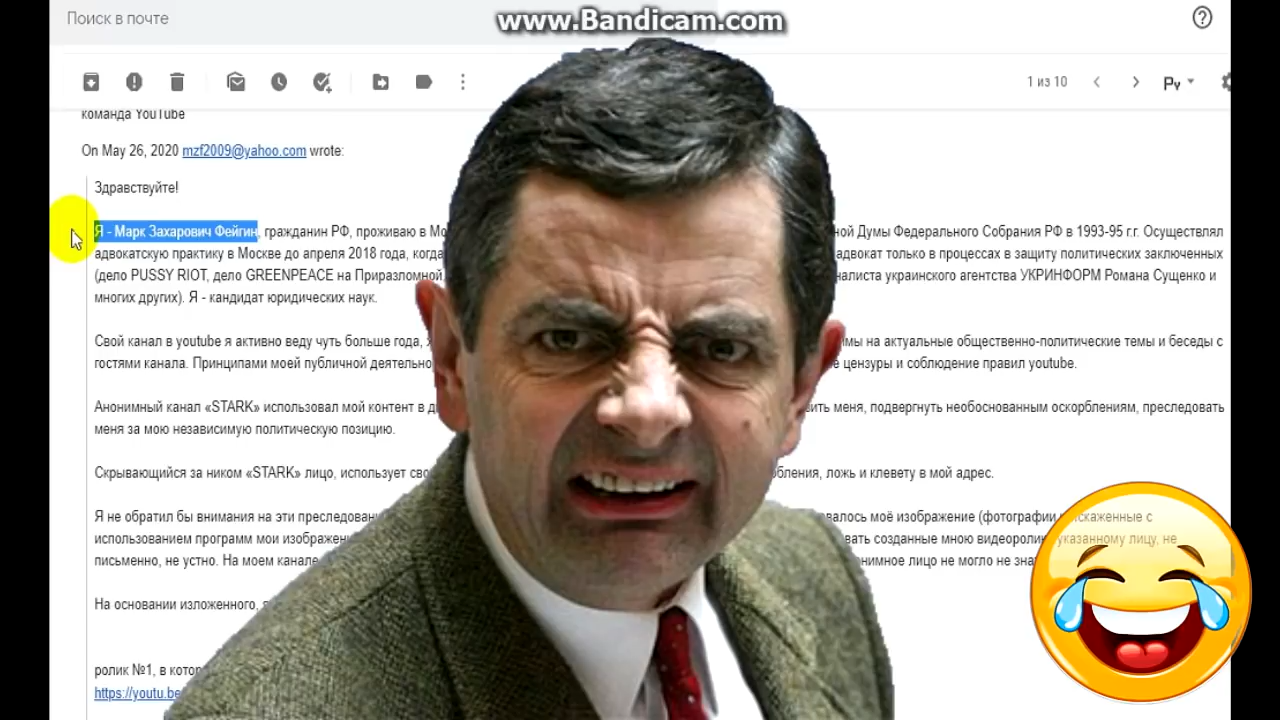 www.Bandicam.com
Поиск в почте
1 из 10
Ру
команда YouTube
On May 26, 2020 mzf2009@yahoo.com wrote:
Здравствуйте!
Я - Марк Захарович Фейгин, гражданин РФ, проживаю в Мо ной Думы Федерального Собрания РФ в 1993-95 г.г. Осуществлял
адвокатскую практику в Москве до апреля 2018 года, когда адвокат только в процессах в защиту политических заключенных
(дело PUSSY RIOT, дело GREENPEACE на Приразломной, налиста украинского агентства УКРИНФОРМ Романа Сущенко и
многих других). Я - кандидат юридических наук.
Свой канал в youtube я активно веду чуть больше года, мы на актуальные общественно-политические темы и беседы с
гостями канала. Принципами моей публичной деятельно е цензуры и соблюдение правил youtube.
Анонимный канал «STARK» использовал мой контент в д ить меня, подвергнуть необоснованным оскорблениям, преследовать
меня за мою независимую политическую позицию.
Скрывающийся за ником «STARK» лицо, использует сво бления, ложь и клевету в мой адрес.
Я не обратил бы внимания на эти преследовани валось моё изображение (фотографии искаженные с
использованием программ мои изображени вать созданные мною видеоролик указанному лицу, не
письменно, не устно. На моем канале нимное лицо не могло не зна
На основании изложенного,
ролик №1, в котор
https://youtu.be